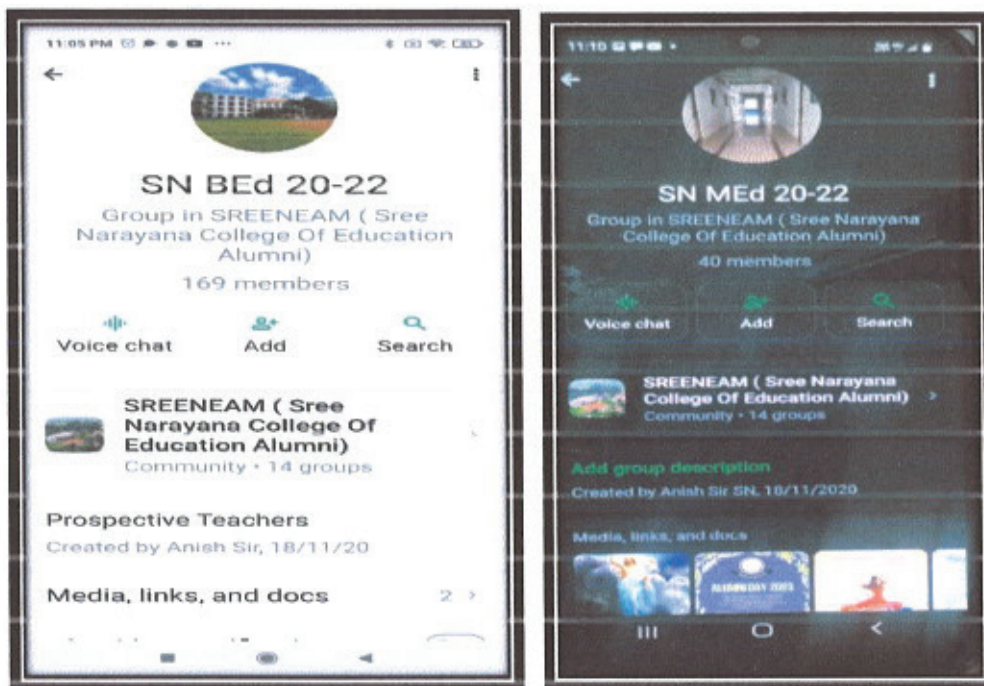 11:05 PM
SN BEd 20-22
Group in SREENEAM ( Sree
Narayana College Of Education
Alumni)
169 members
Voice chat Add Search
SREENEAM ( Sree
Narayana College Of
Education Alumni)
Community • 14 groups
Prospective Teachers
Created by Anish Sir, 18/11/20
Media, links, and docs 2 >
11:10
SN MEd 20-22
Group in SREENEAM ( Sree Narayana
College Of Education Alumni)
40 members
Voice chat Add Search
SREENEAM ( Sree Narayana
College Of Education Alumni)
Community • 14 groups
Add group description
Created by Anish Sir SN, 18/11/2020
Media, links, and docs
ALUMNI DAY 2023